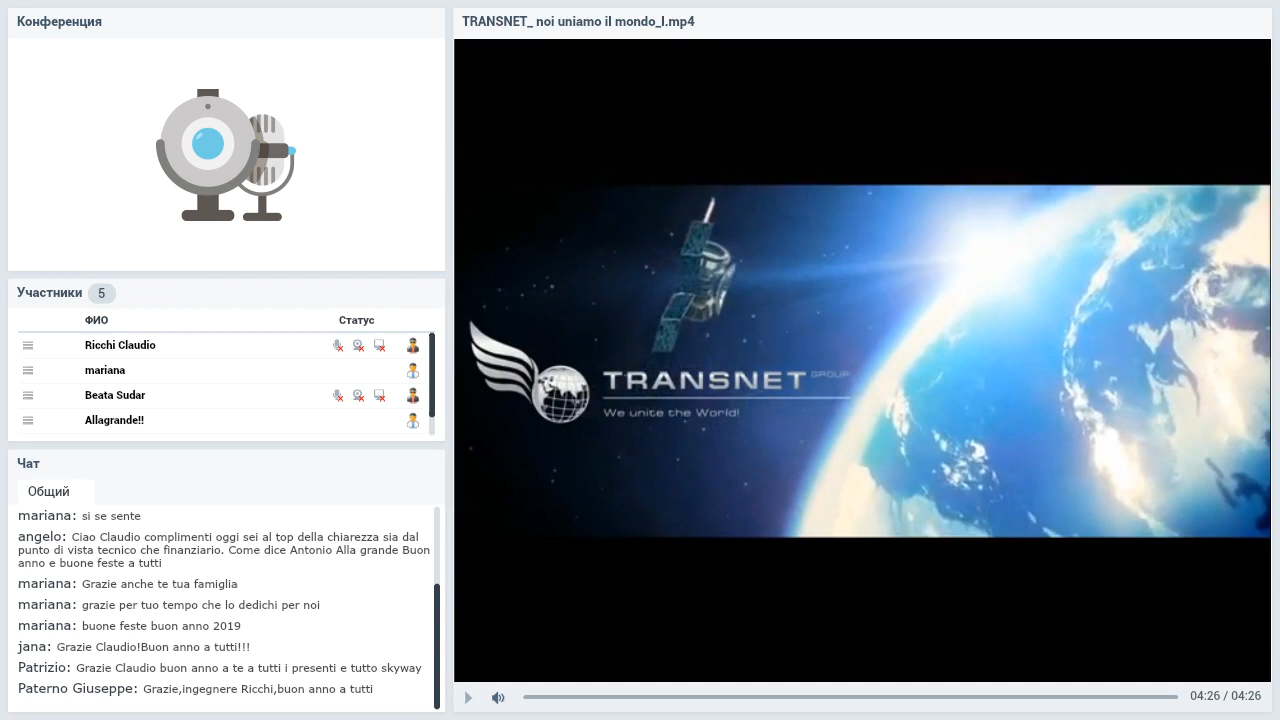 Конференция
Участники 5
ФИО Статус
Ricchi Claudio
mariana
Beata Sudar
Allagrande!!
Чат
Общий
mariana: si se sente
angelo: Ciao Claudio complimenti oggi sei al top della chiarezza sia dal
punto di vista tecnico che finanziario. Come dice Antonio Alla grande Buon
anno e buone feste a tutti
mariana: Grazie anche te tua famiglia
mariana: grazie per tuo tempo che lo dedichi per noi
mariana: buone feste buon anno 2019
jana: Grazie Claudio!Buon anno a tutti!!!
Patrizio: Grazie Claudio buon anno a te a tutti i presenti e tutto skyway
Paterno Giuseppe: Grazie,ingegnere Ricchi,buon anno a tutti
TRANSNET_ noi uniamo il mondo_I.mp4
TRANSNET GROUP
We unite the World!
04:26 / 04:26